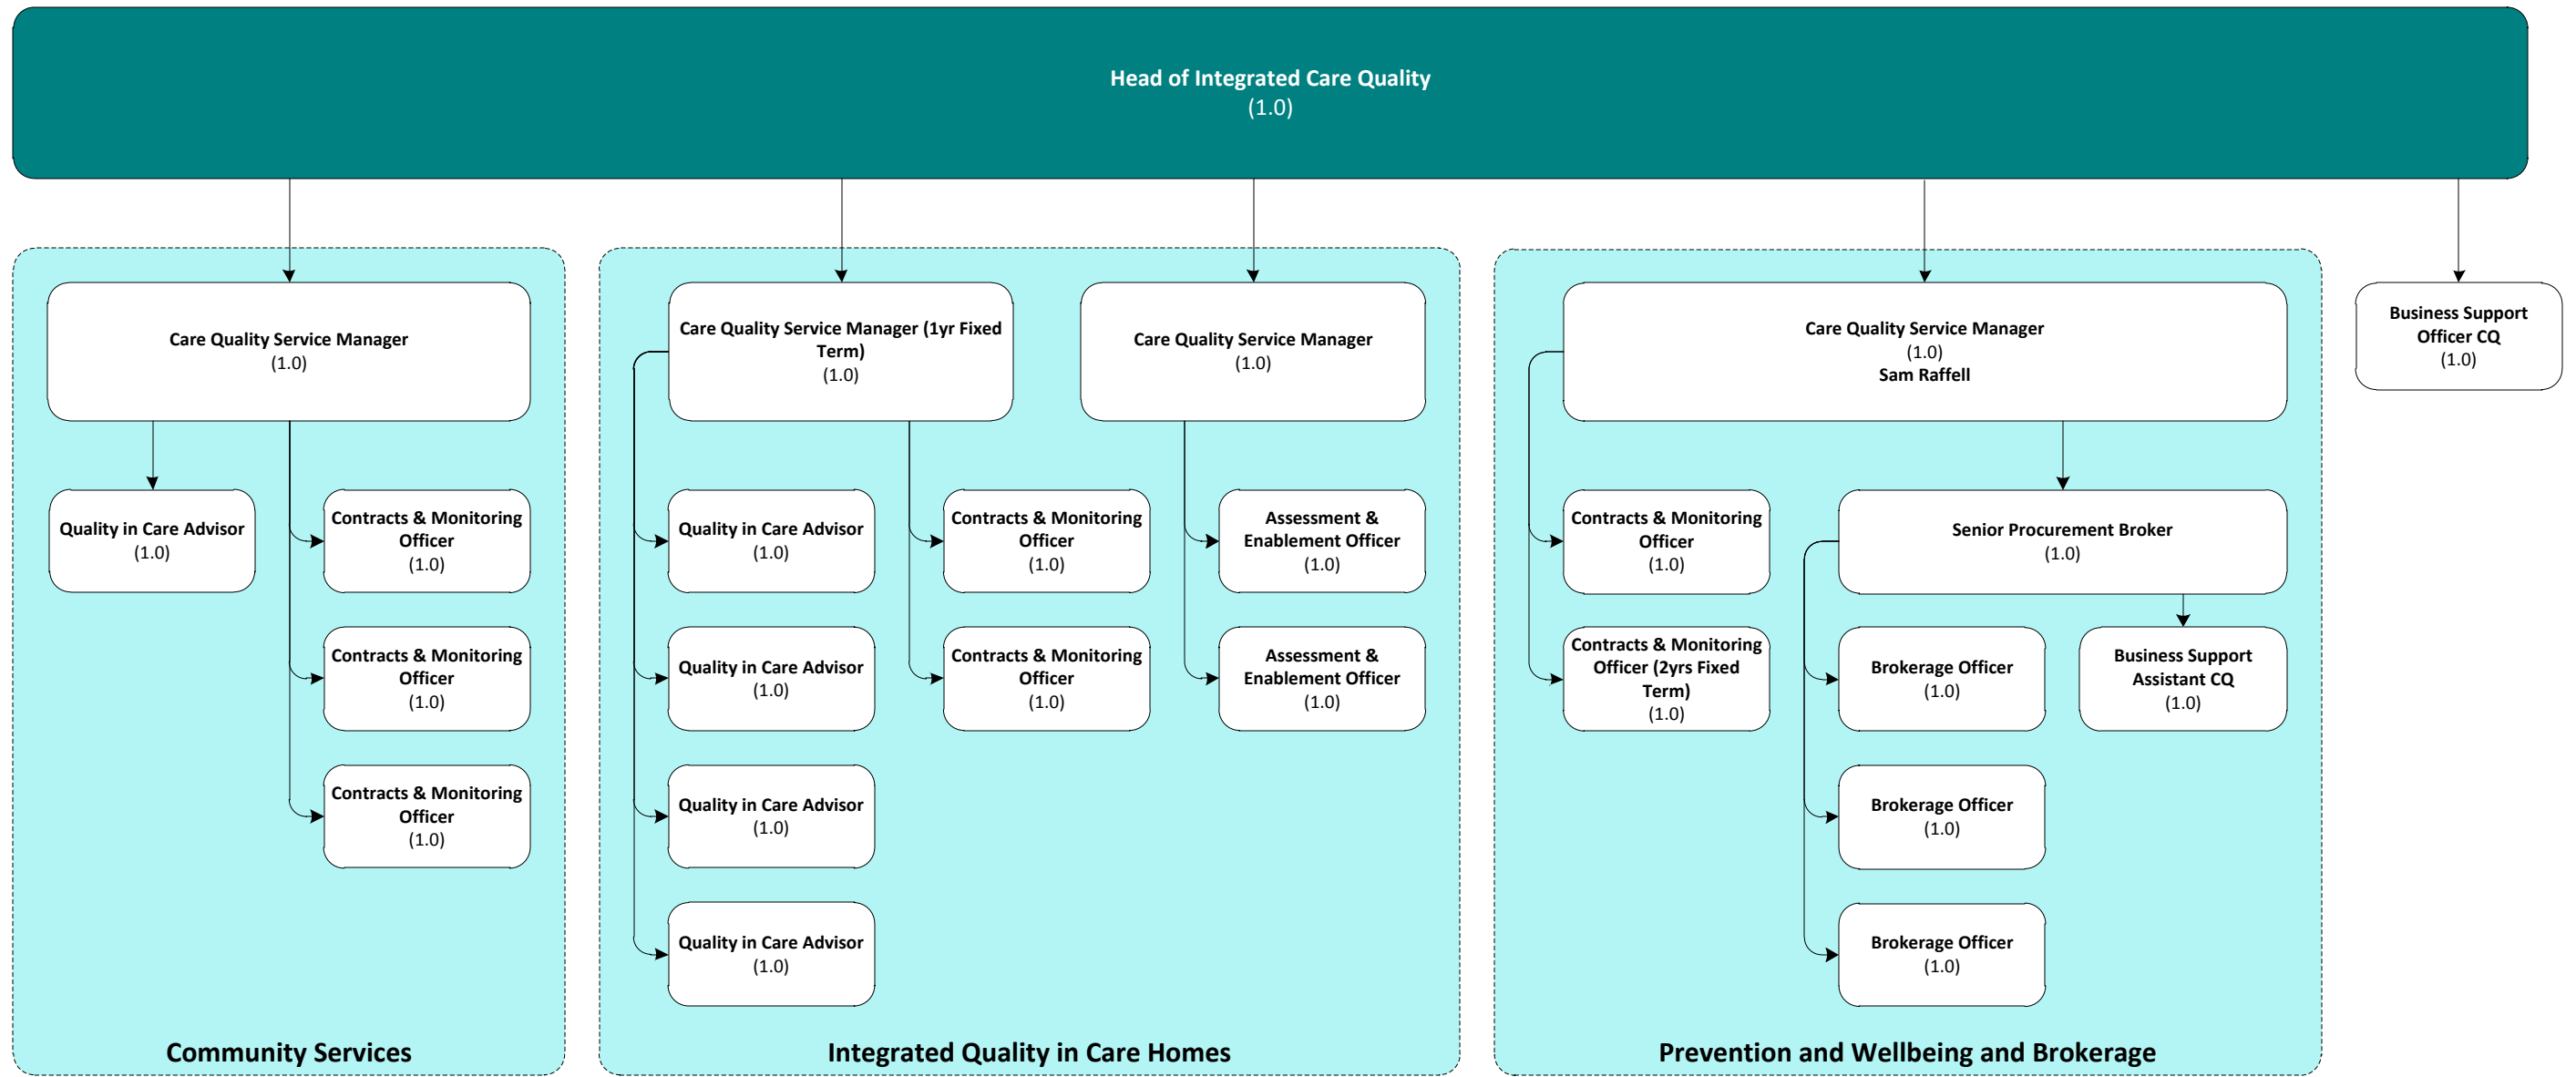 Head of Integrated Care Quality
(1.0)
Care Quality Service Manager
(1.0)
Quality in Care Advisor
(1.0)
Contracts & Monitoring
Officer
(1.0)
Contracts & Monitoring
Officer
(1.0)
Contracts & Monitoring
Officer
(1.0)
Community Services
Care Quality Service Manager (1yr Fixed
Term)
(1.0)
Quality in Care Advisor
(1.0)
Quality in Care Advisor
(1.0)
Quality in Care Advisor
(1.0)
Quality in Care Advisor
(1.0)
Contracts & Monitoring
Officer
(1.0)
Contracts & Monitoring
Officer
(1.0)
Care Quality Service Manager
(1.0)
Assessment &
Enablement Officer
(1.0)
Assessment &
Enablement Officer
(1.0)
Integrated Quality in Care Homes
Care Quality Service Manager
(1.0)
Sam Raffell
Contracts & Monitoring
Officer
(1.0)
Contracts & Monitoring
Officer (2yrs Fixed
Term)
(1.0)
Senior Procurement Broker
(1.0)
Brokerage Officer
(1.0)
Brokerage Officer
(1.0)
Brokerage Officer
(1.0)
Business Support
Assistant CQ
(1.0)
Prevention and Wellbeing and Brokerage
Business Support
Officer CQ
(1.0)